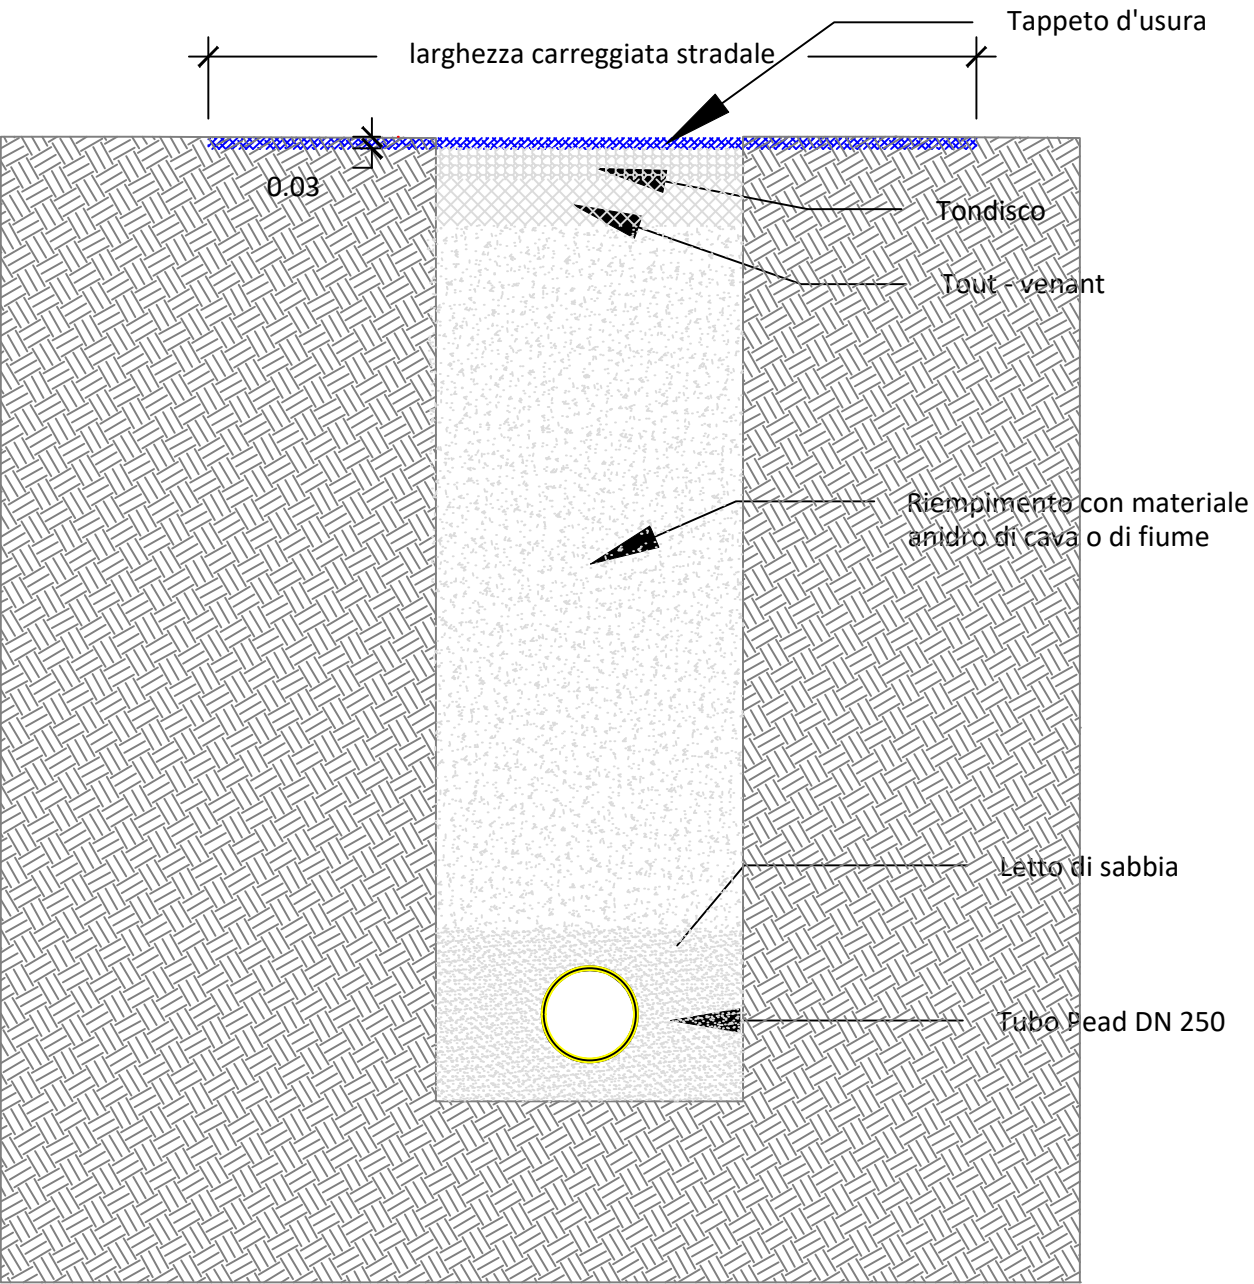 Tappeto d'usura
larghezza carreggiata stradale
0.03
Tondisco
Tout - venant
Riempimento con materiale
anidro di cava o di fiume
Letto di sabbia
Tubo Pead DN 250